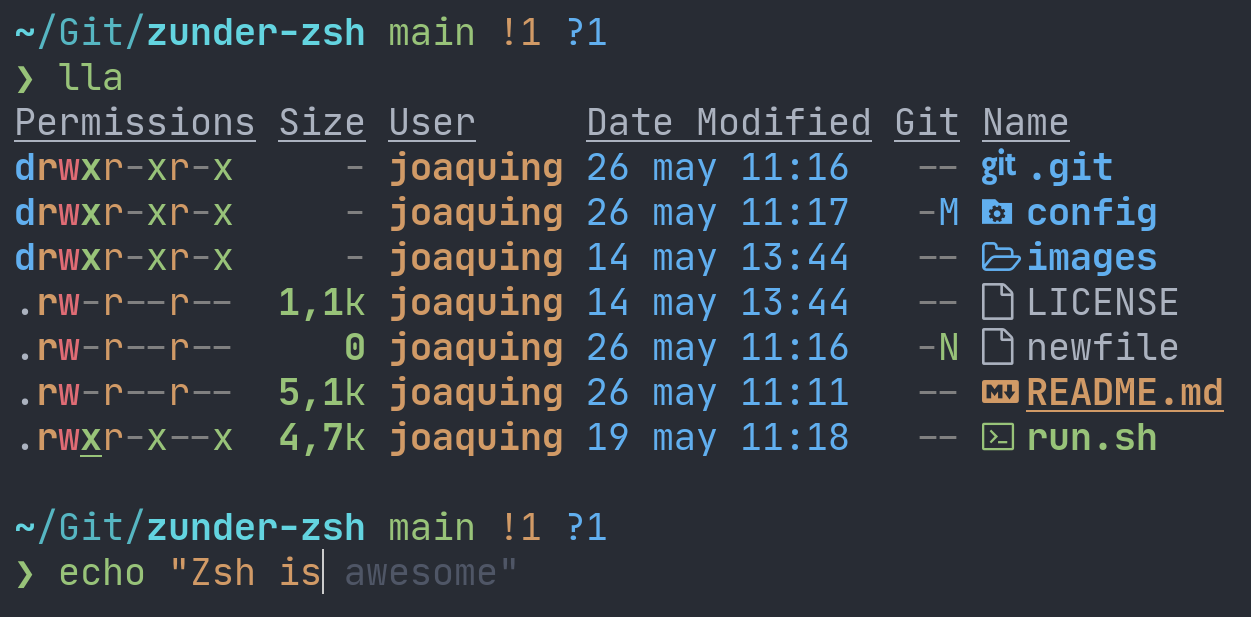 ~/Git/zunder-zsh main !1 ?1
❯ lla
Permissions Size User     Date Modified Git Name
drwxr-xr-x     - joaquing 26 may 11:16   -- git .git
drwxr-xr-x     - joaquing 26 may 11:17   -M config
drwxr-xr-x     - joaquing 14 may 13:44   -- images
.rw-r--r--  1,1k joaquing 14 may 13:44   -- LICENSE
.rw-r--r--     0 joaquing 26 may 11:16   -N newfile
.rw-r--r--  5,1k joaquing 26 may 11:11   -- README.md
.rwxr-x--x  4,7k joaquing 19 may 11:18   -- run.sh
~/Git/zunder-zsh main !1 ?1
❯ echo "Zsh is awesome"